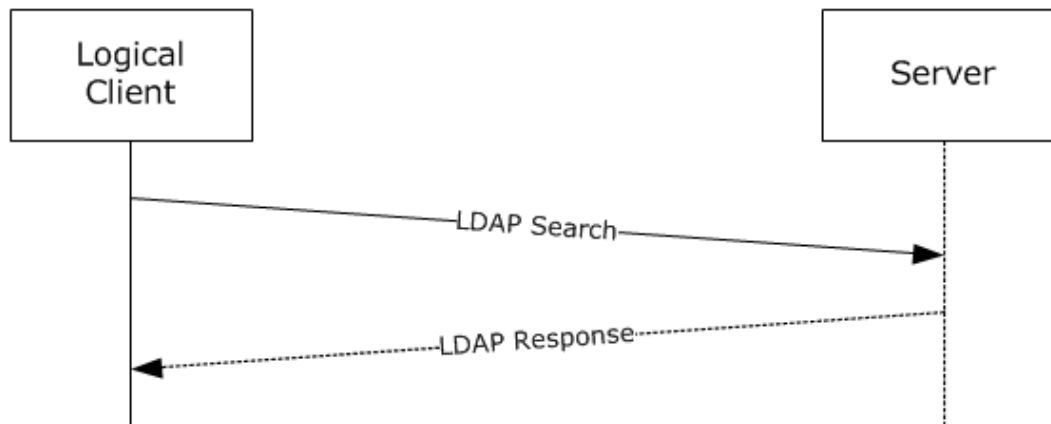 Logical
Client
Server
LDAP Search
LDAP Response